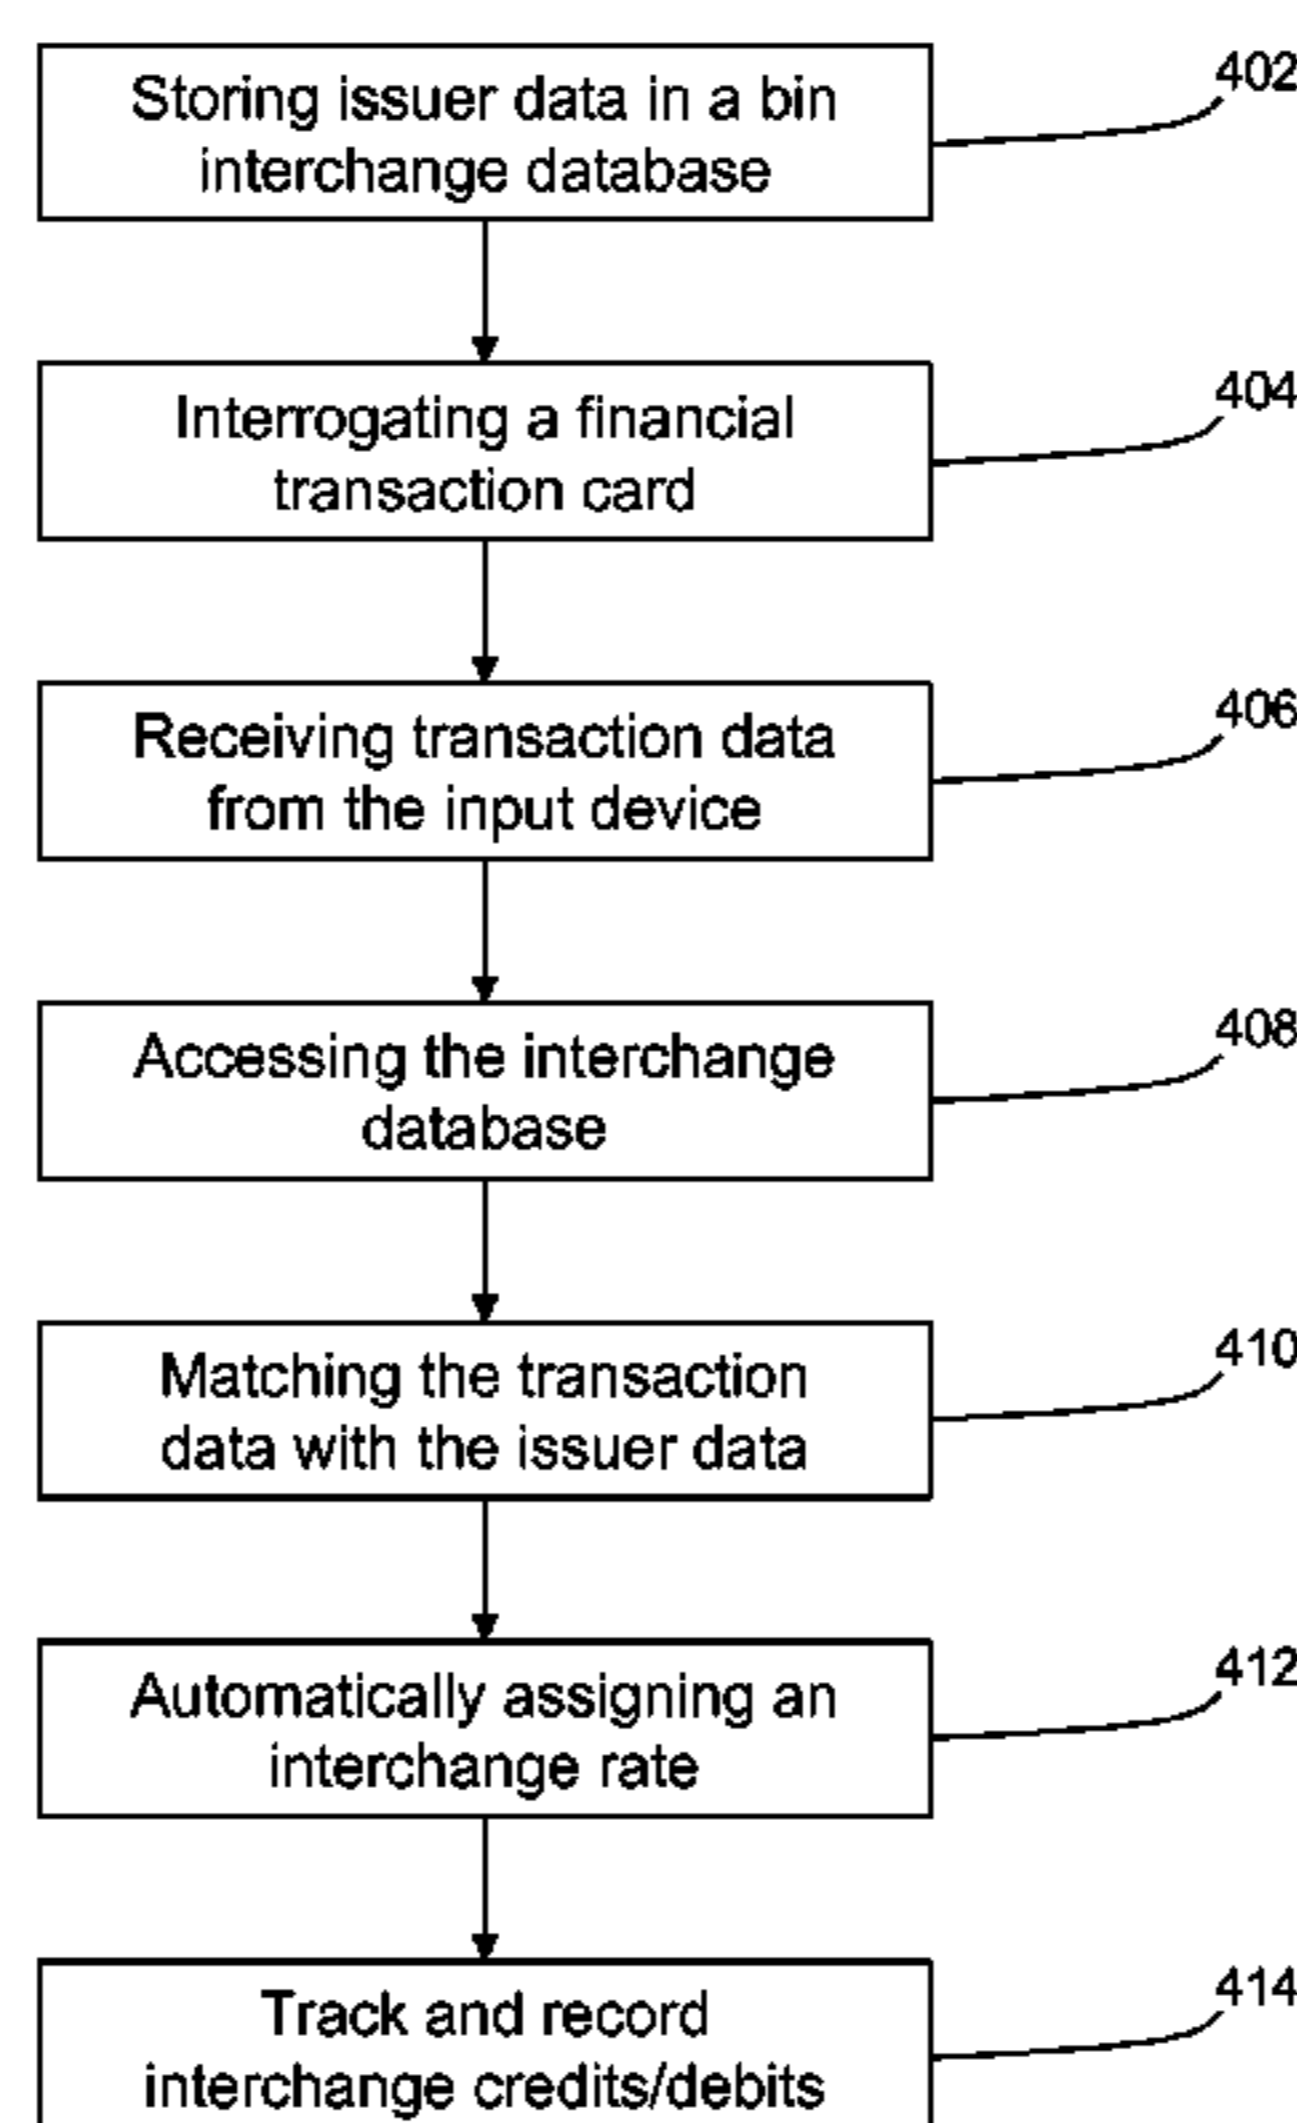 Storing issuer data in a bin
interchange database
402
Interrogating a financial
transaction card
404
Receiving transaction data
from the input device
406
Accessing the interchange
database
408
Matching the transaction
data with the issuer data
410
Automatically assigning an
interchange rate
412
Track and record
interchange credits/debits
414